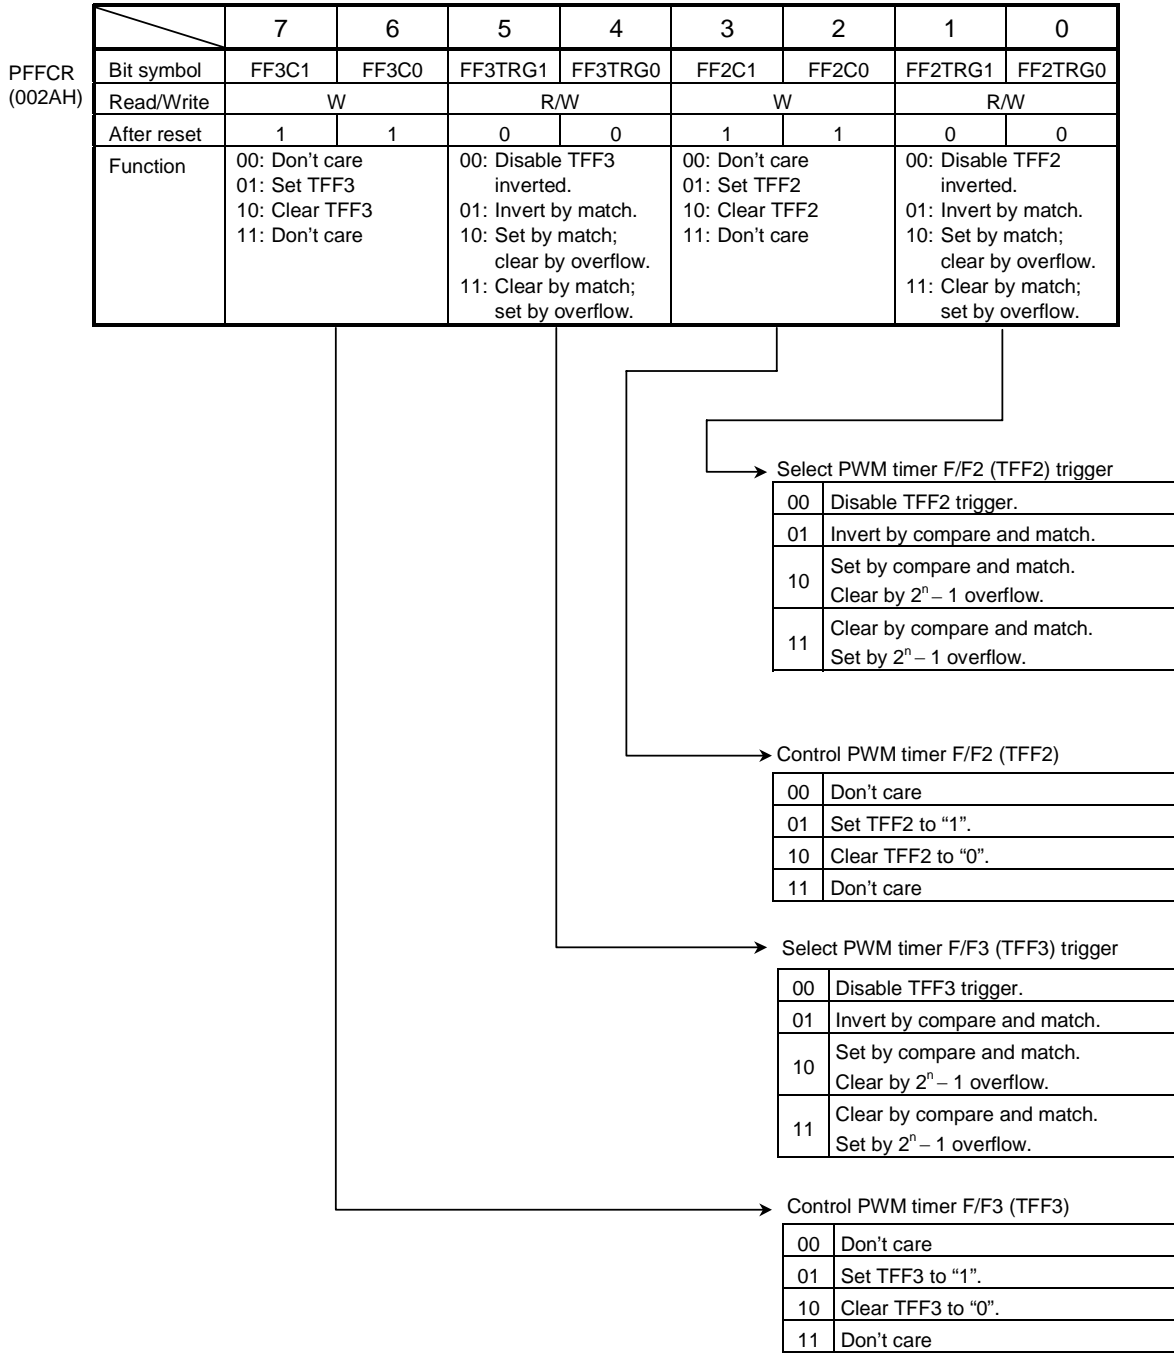 7 6 5 4 3 2 1 0
PFFCR
(002AH)
Bit symbol FF3C1 FF3C0 FF3TRG1 FF3TRG0 FF2C1 FF2C0 FF2TRG1 FF2TRG0
Read/Write W R/W W R/W
After reset 1 1 0 0 1 1 0 0
Function
00: Don't care
01: Set TFF3
10: Clear TFF3
11: Don't care
00: Disable TFF3
inverted.
01: Invert by match.
10: Set by match;
clear by overflow.
11: Clear by match;
set by overflow.
00: Don't care
01: Set TFF2
10: Clear TFF2
11: Don't care
00: Disable TFF2
inverted.
01: Invert by match.
10: Set by match;
clear by overflow.
11: Clear by match;
set by overflow.
Select PWM timer F/F2 (TFF2) trigger
00 Disable TFF2 trigger.
01 Invert by compare and match.
10 Set by compare and match.
Clear by 2ⁿ – 1 overflow.
11 Clear by compare and match.
Set by 2ⁿ – 1 overflow.
Control PWM timer F/F2 (TFF2)
00 Don't care
01 Set TFF2 to “1”.
10 Clear TFF2 to “0”.
11 Don't care
Select PWM timer F/F3 (TFF3) trigger
00 Disable TFF3 trigger.
01 Invert by compare and match.
10 Set by compare and match.
Clear by 2ⁿ – 1 overflow.
11 Clear by compare and match.
Set by 2ⁿ – 1 overflow.
Control PWM timer F/F3 (TFF3)
00 Don't care
01 Set TFF3 to “1”.
10 Clear TFF3 to “0”.
11 Don't care